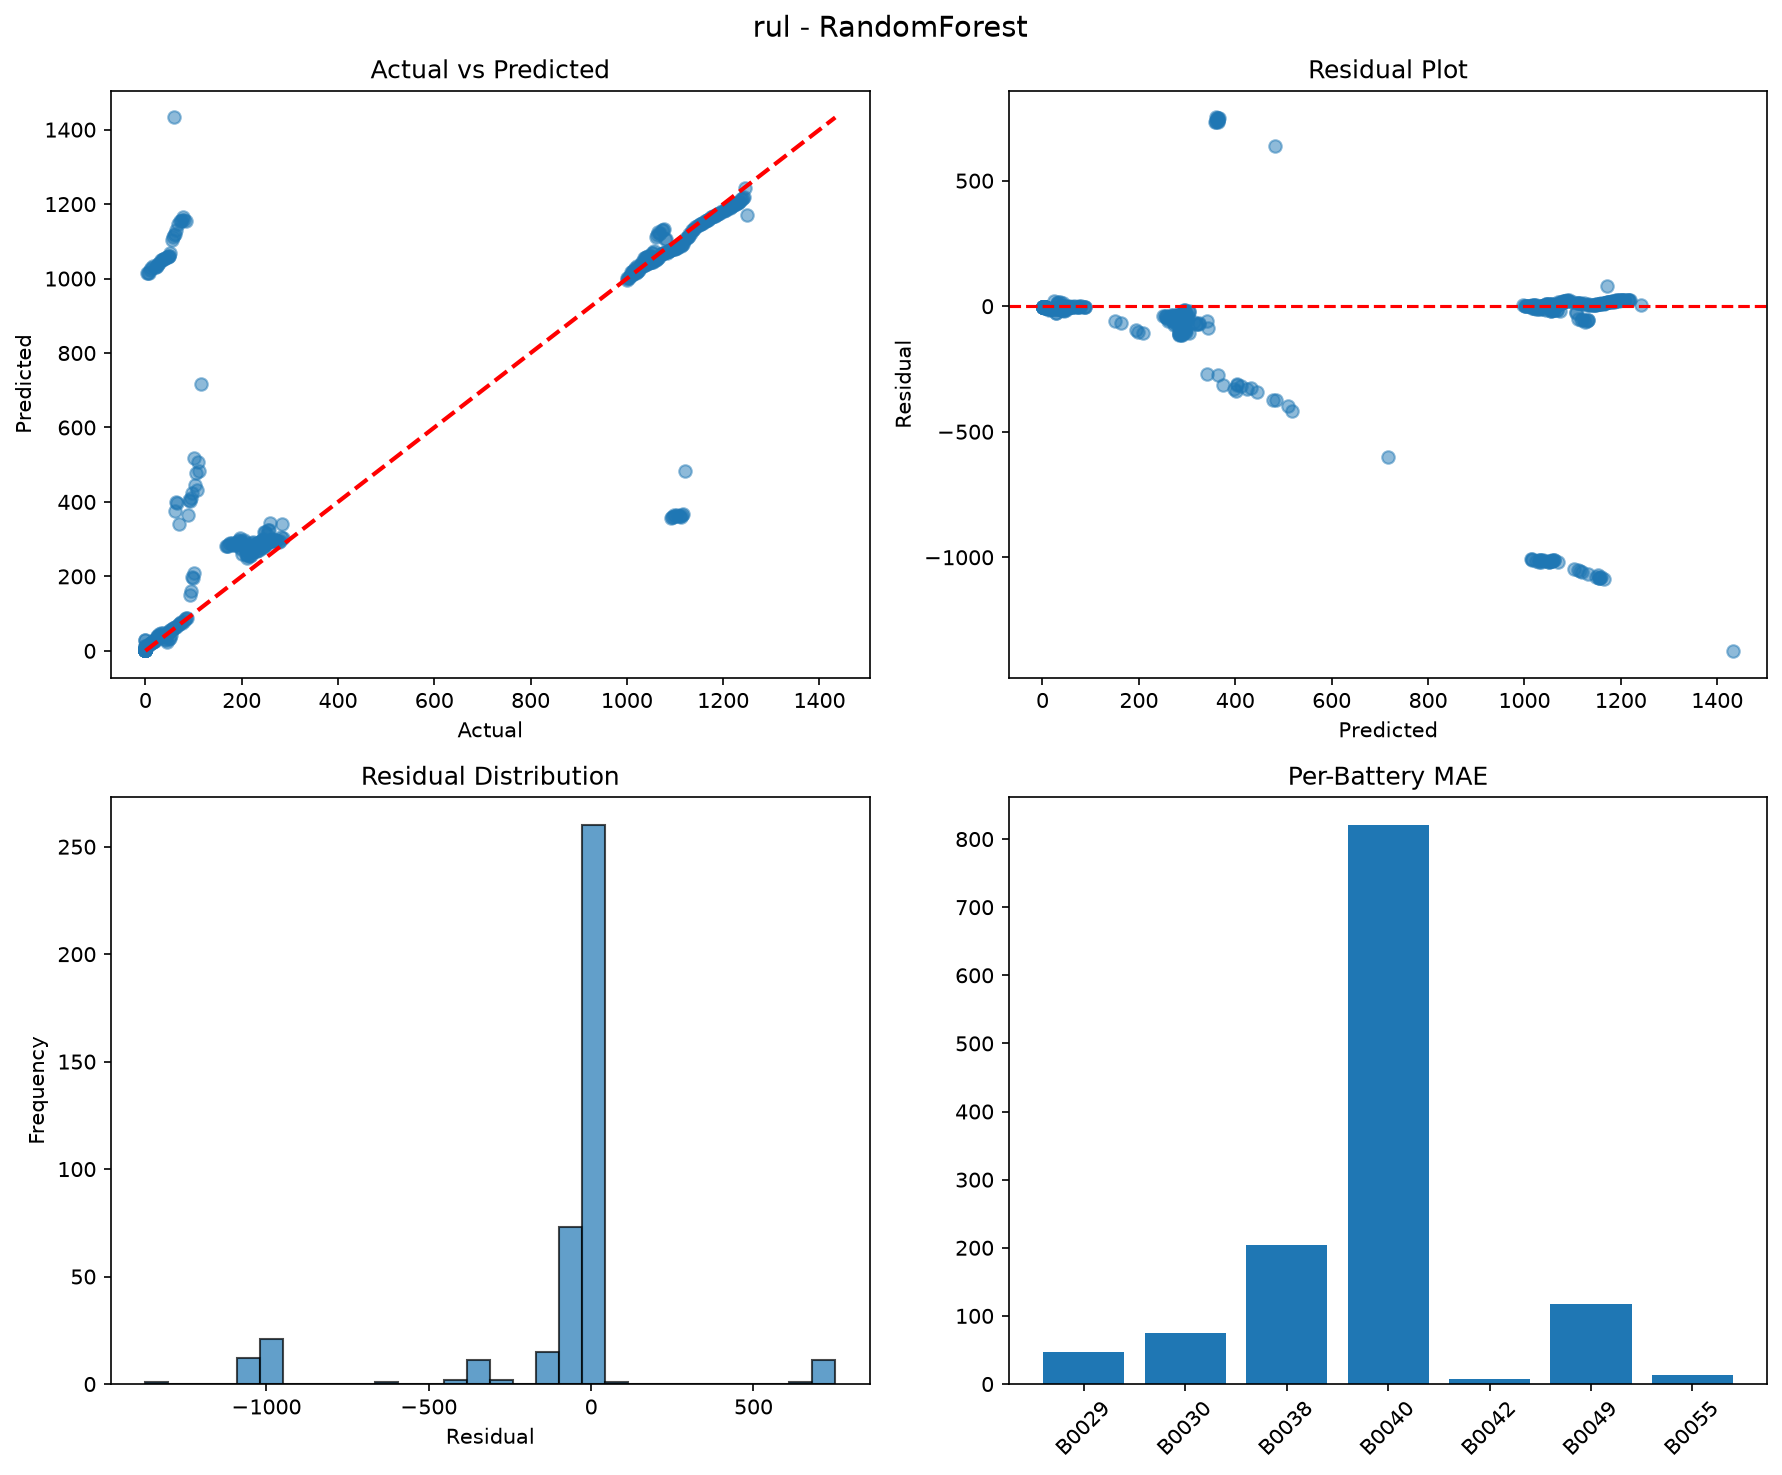 rul - RandomForest
Actual vs Predicted
1400
1200
1000
800
600
400
200
0
Predicted
0 200 400 600 800 1000 1200 1400
Actual
Residual Plot
500
0
−500
−1000
Residual
0 200 400 600 800 1000 1200 1400
Predicted
Residual Distribution
250
200
150
100
50
0
Frequency
−1000 −500 0 500
Residual
Per-Battery MAE
800
700
600
500
400
300
200
100
0
B0029 B0030 B0038 B0040 B0042 B0049 B0055